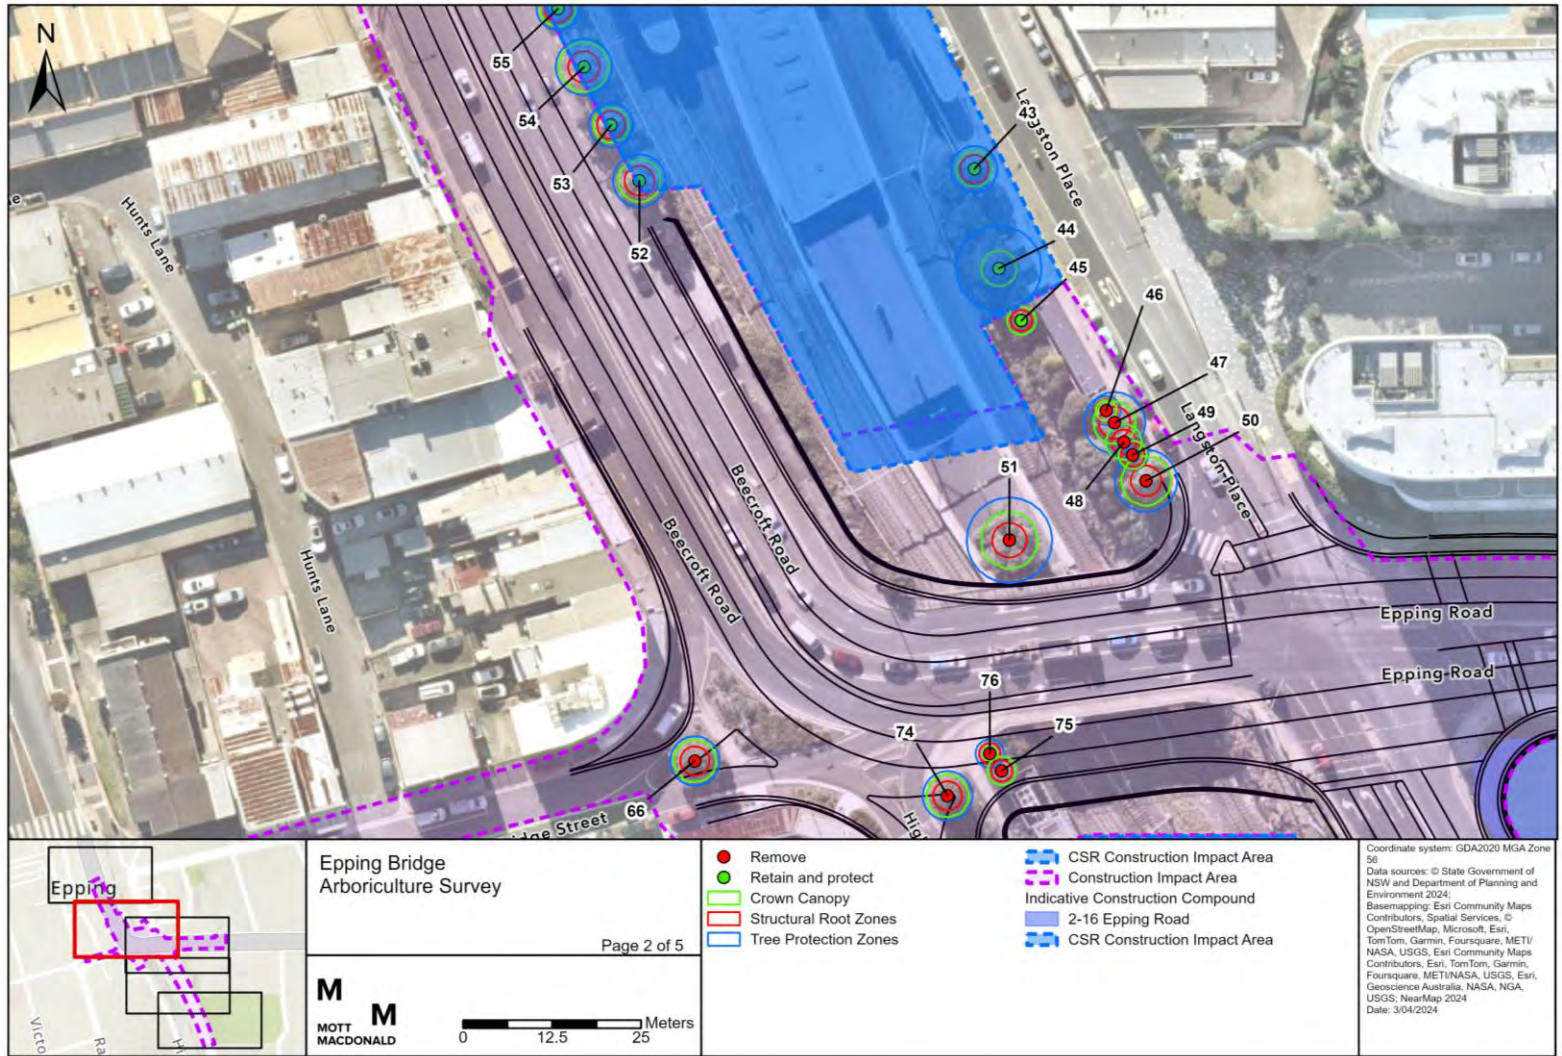 N
55
54
53
52
43
44
45
46
47
49
50
48
51
76
75
74
66
Langston Place
Langston Place
Hunts Lane
Hunts Lane
Beecroft Road
Beecroft Road
Epping Road
Epping Road
dge Street
Hig
Epping
Victo
Ra
Hi
Epping Bridge
Arboriculture Survey
Page 2 of 5
M
M
MOTT
MACDONALD
Meters
0 12.5 25
Remove
Retain and protect
Crown Canopy
Structural Root Zones
Tree Protection Zones
CSR Construction Impact Area
Construction Impact Area
Indicative Construction Compound
2-16 Epping Road
CSR Construction Impact Area
Coordinate system: GDA2020 MGA Zone
56
Data sources: © State Government of
NSW and Department of Planning and
Environment 2024;
Basemapping: Esri Community Maps
Contributors, Spatial Services, ©
OpenStreetMap, Microsoft, Esri,
TomTom, Garmin, Foursquare, METI/
NASA, USGS, Esri Community Maps
Contributors, Esri, TomTom, Garmin,
Foursquare, METI/NASA, USGS, Esri,
Geoscience Australia, NASA, NGA,
USGS; NearMap 2024
Date: 3/04/2024